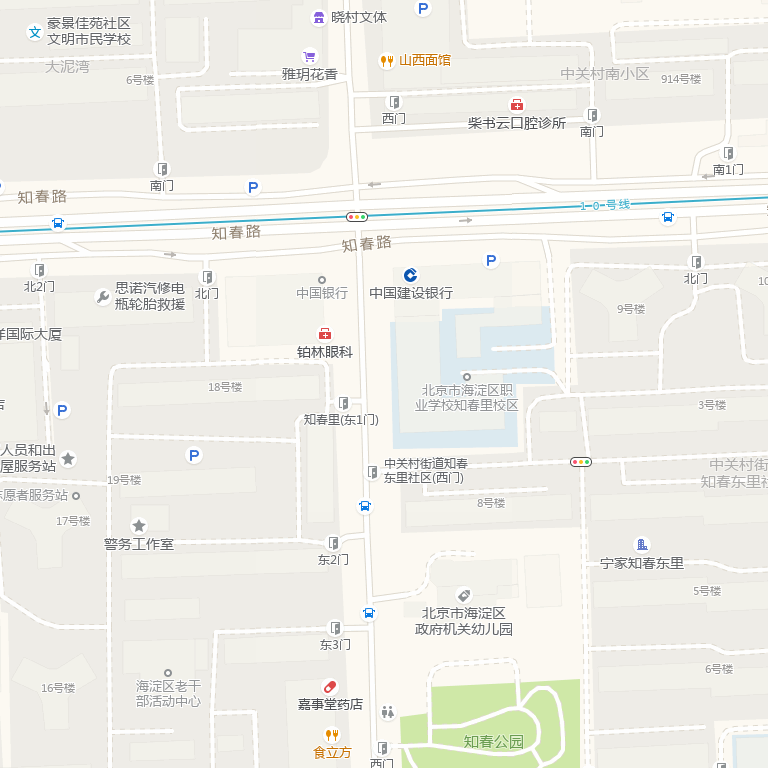 豪景佳苑社区
文明市民学校
大泥湾
6号楼
晓村文体
P
雅玥花香
山西面馆
西门
中关村南小区
914号楼
柴书云口腔诊所
南门
南1门
南门
P
知春路
知春路
知春路
10号线
北2门
思诺汽修电
瓶轮胎救援
北门
中国银行
中国建设银行
P
北门
9号楼
10
洋国际大厦
铂林眼科
18号楼
北京市海淀区职
业学校知春里校区
3号楼
P
知春里(东1门)
人员和出
屋服务站
P
19号楼
中关村街道知春
东里社区(西门)
中关村街
知春东里社
志愿者服务站
8号楼
17号楼
警务工作室
东2门
宁家知春东里
5号楼
北京市海淀区
政府机关幼儿园
东3门
6号楼
16号楼
海淀区老干
部活动中心
嘉事堂药店
食立方
知春公园
西门